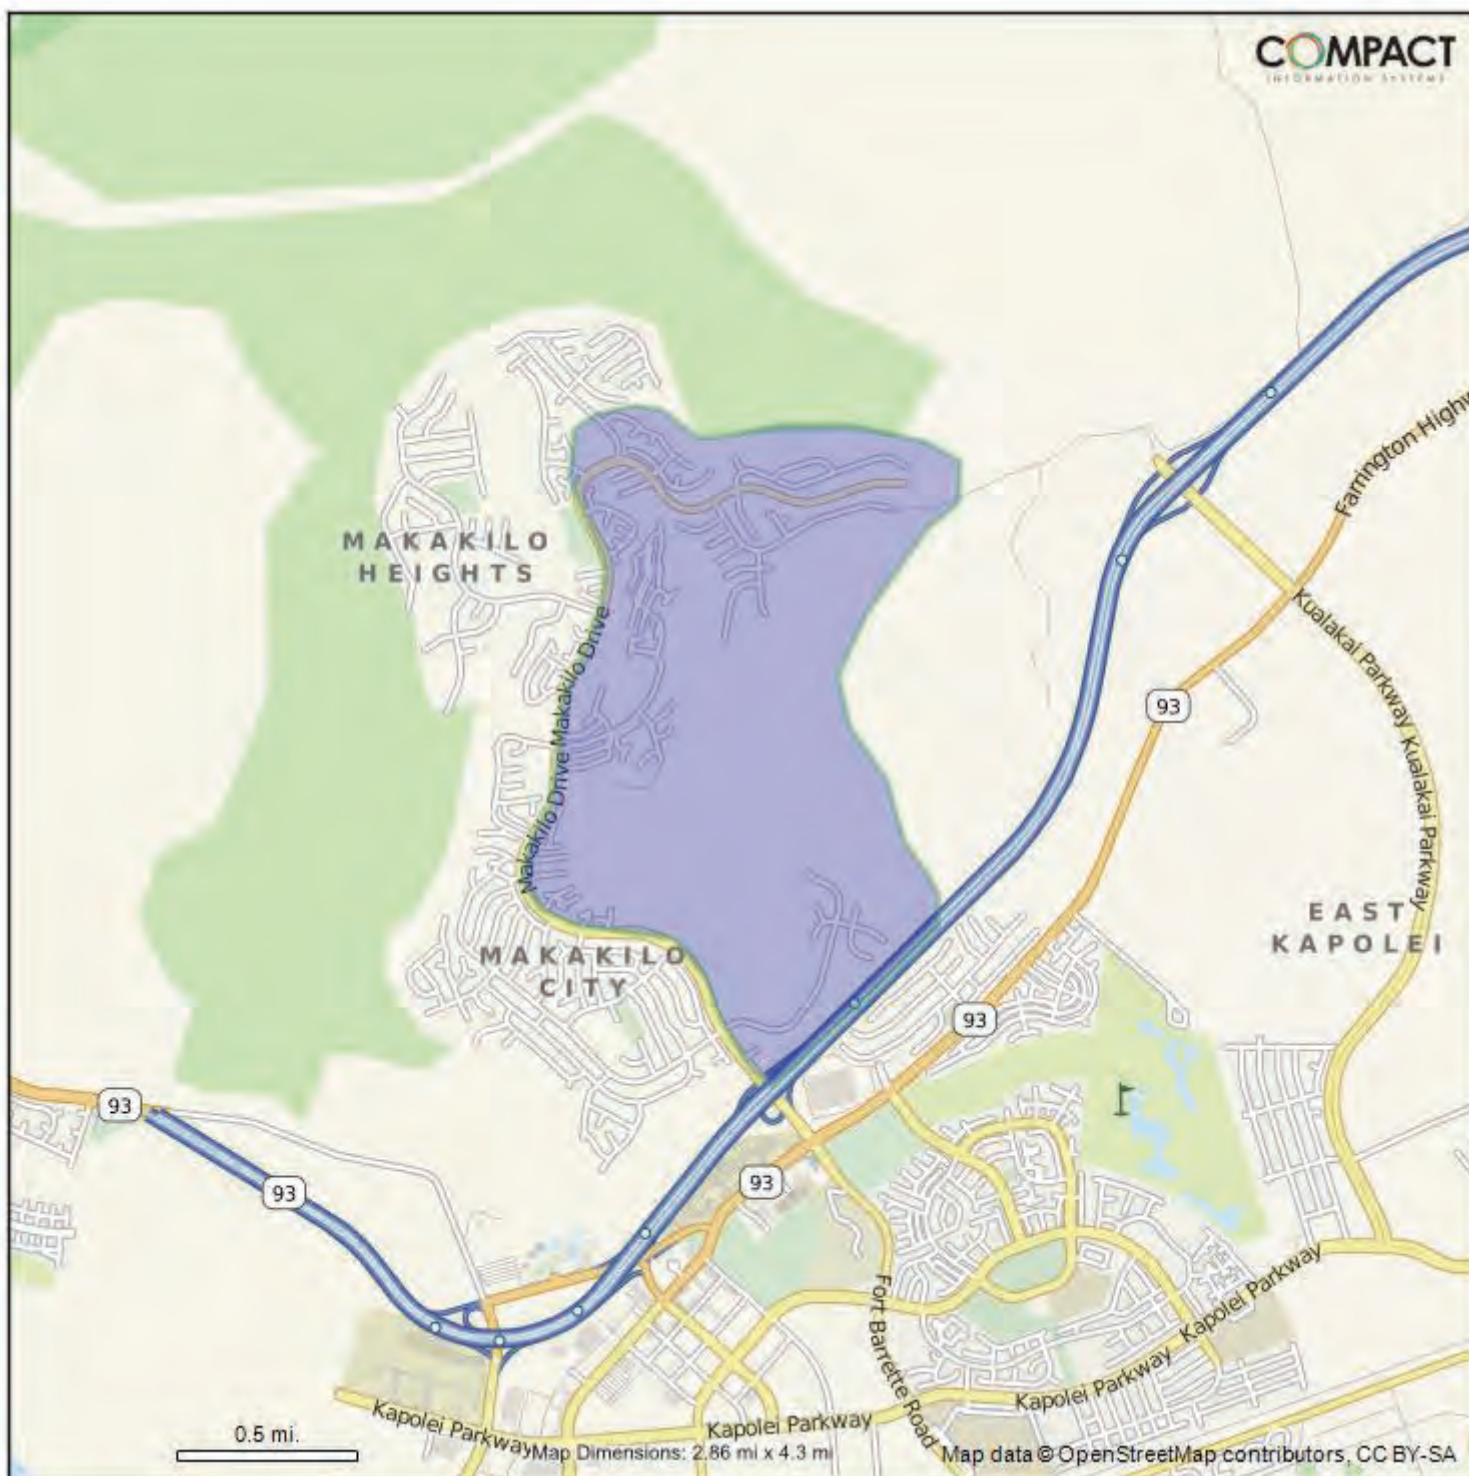 COMPACT
INFORMATION SYSTEMS
Farrington Highw
MAKAKILO
HEIGHTS
Kualakai Parkway Kualakai Parkway
93
Makakilo Drive Makakilo Drive
EAST
KAPOLEI
MAKAKILO
CITY
93
93
93
93
Kapolei Parkway
Fort Barrette Road
Kapolei Parkway
Kapolei Parkway
Kapolei Parkway
0.5 mi.
Map Dimensions: 2.86 mi x 4.3 mi
Map data © OpenStreetMap contributors, CC BY-SA